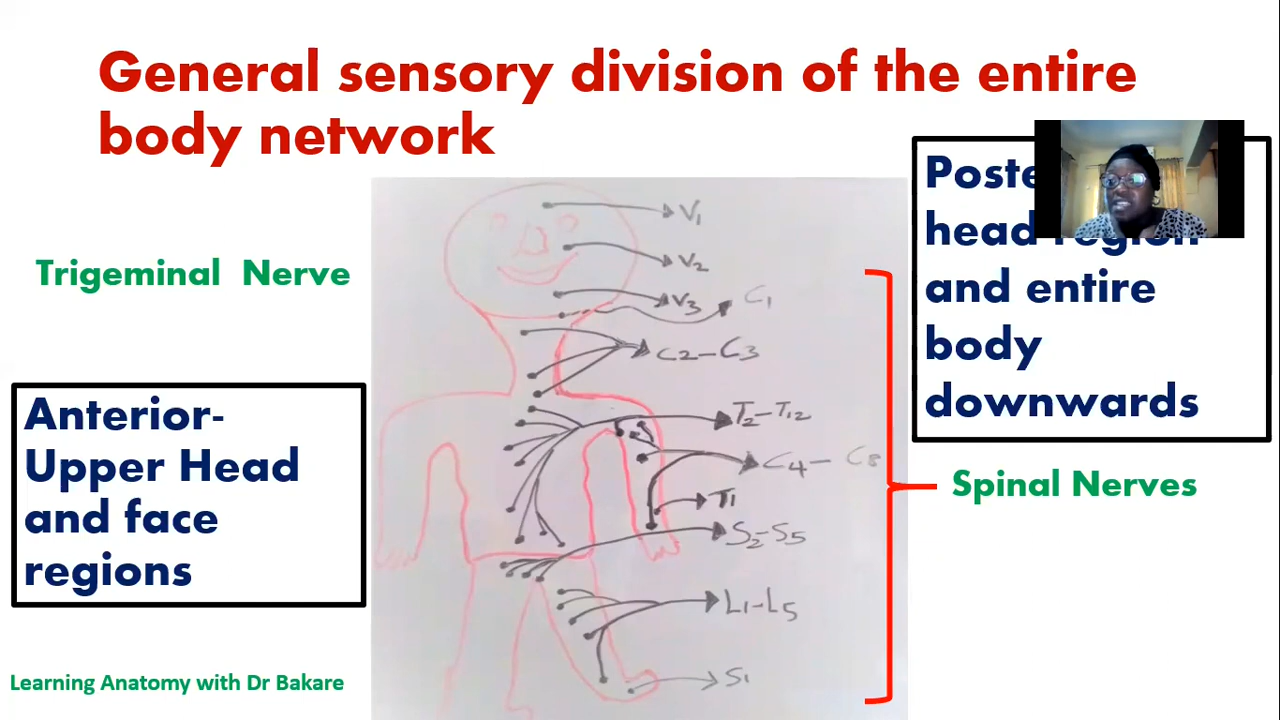 General sensory division of the entire
body network
Trigeminal Nerve
Anterior-
Upper Head
and face
regions
V1
V2
V3
C1
C2-C3
T2-T12
C4- C8
T1
S2-S5
L1-L5
S1
head region
and entire
body
downwards
Spinal Nerves
Learning Anatomy with Dr Bakare